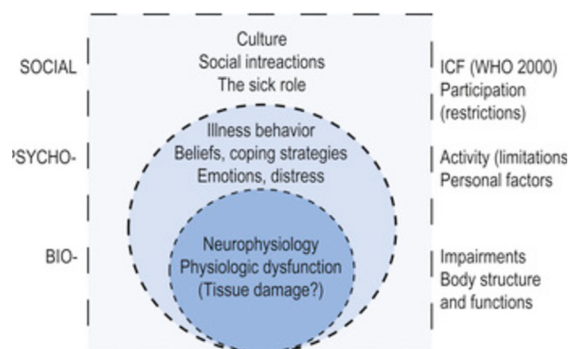 SOCIAL
Culture
Social intreactions
The sick role
ICF (WHO 2000)
Participation
(restrictions)
PSYCHO-
Illness behavior
Beliefs, coping strategies
Emotions, distress
Activity (limitations
Personal factors
BIO-
Neurophysiology
Physiologic dysfunction
(Tissue damage?)
Impairments
Body structure
and functions